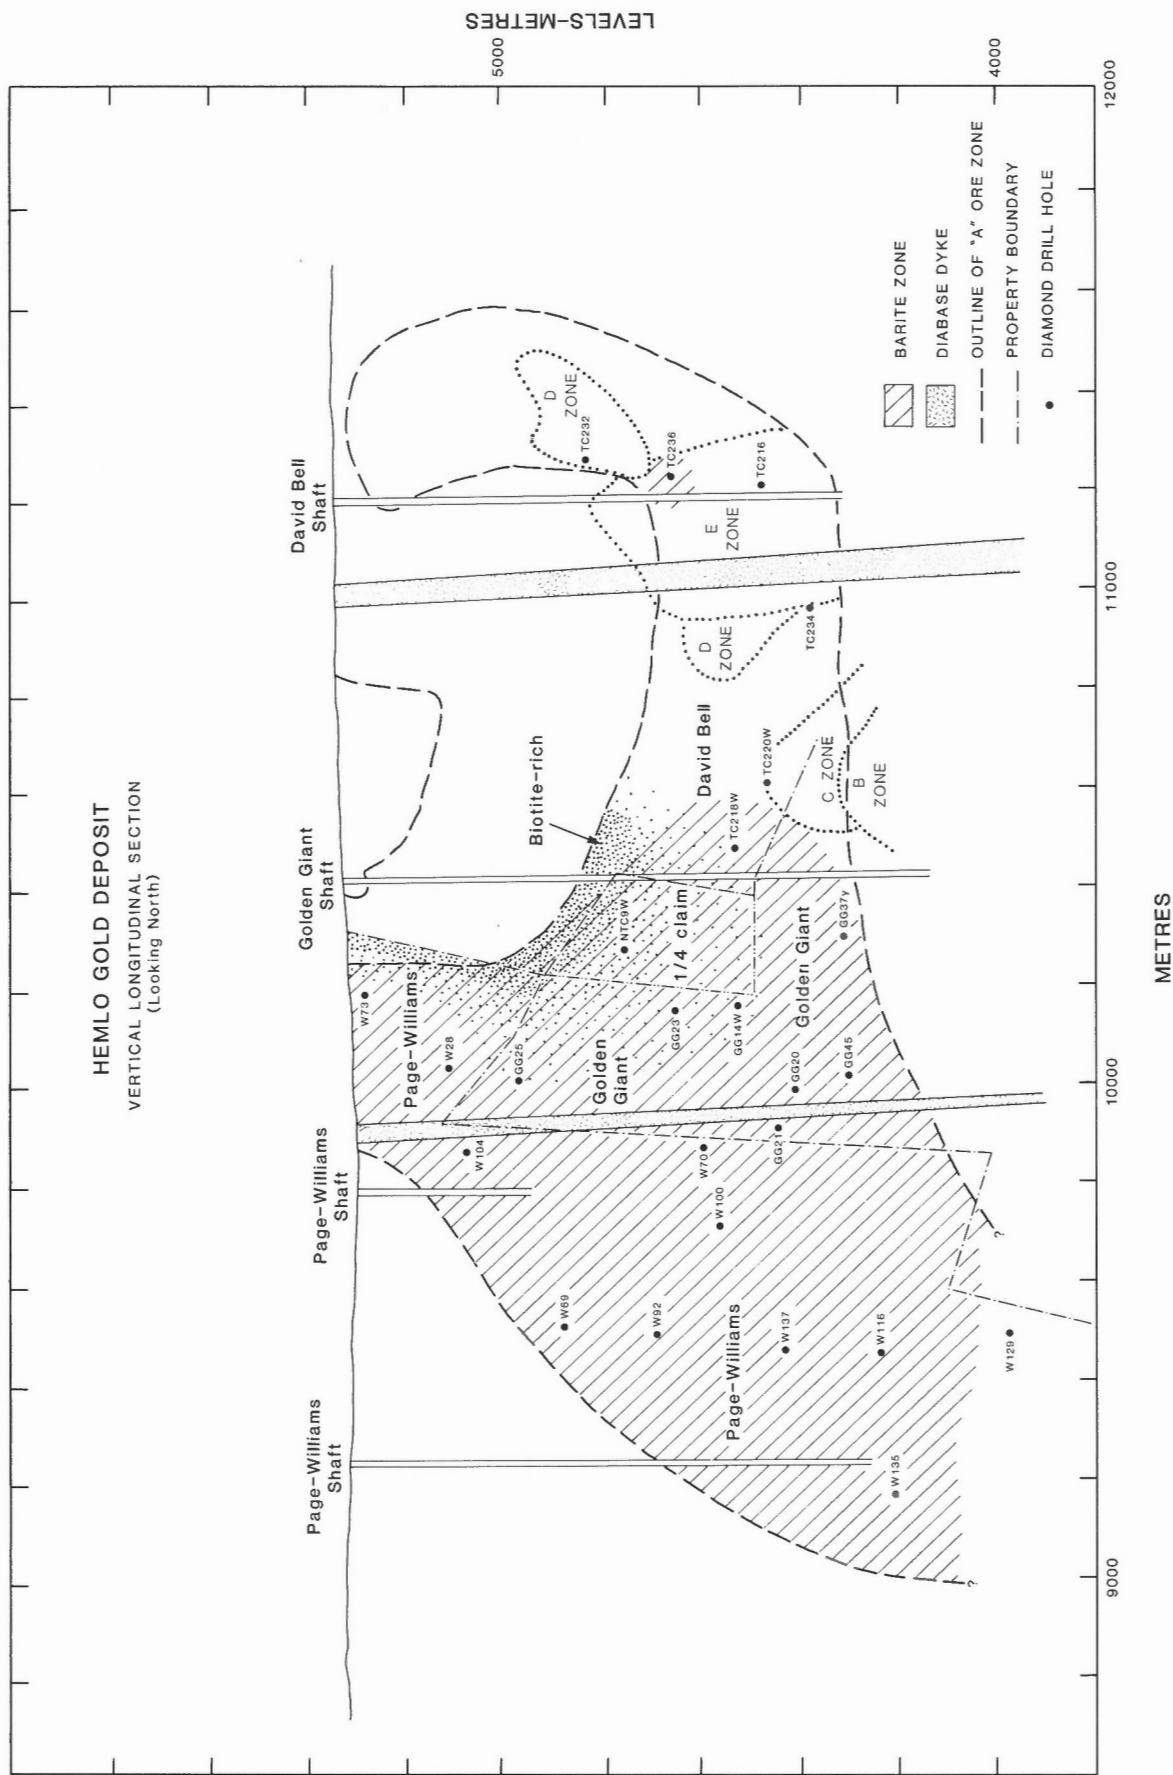 HEMLO GOLD DEPOSIT
VERTICAL LONGITUDINAL SECTION
(Looking North)
Page-Williams
Shaft
Page-Williams
Shaft
Golden Giant
Shaft
David Bell
Shaft
LEVELS-METRES
5000
4000
W73
W28
Page-Williams
GG25
W104
Golden
Giant
NTC9W
GG23
1/4 claim
GG14W
Biotite-rich
TC218W
David Bell
TC220W
D
ZONE
TC232
TC236
TC216
E
ZONE
D
ZONE
TC234
C ZONE
B
ZONE
Golden Giant
GG37y
GG20
GG45
GG21
W70
W100
W69
W92
Page-Williams
W137
W116
W129
W135
?
?
BARITE ZONE
DIABASE DYKE
OUTLINE OF "A" ORE ZONE
PROPERTY BOUNDARY
DIAMOND DRILL HOLE
9000
10000
11000
12000
METRES